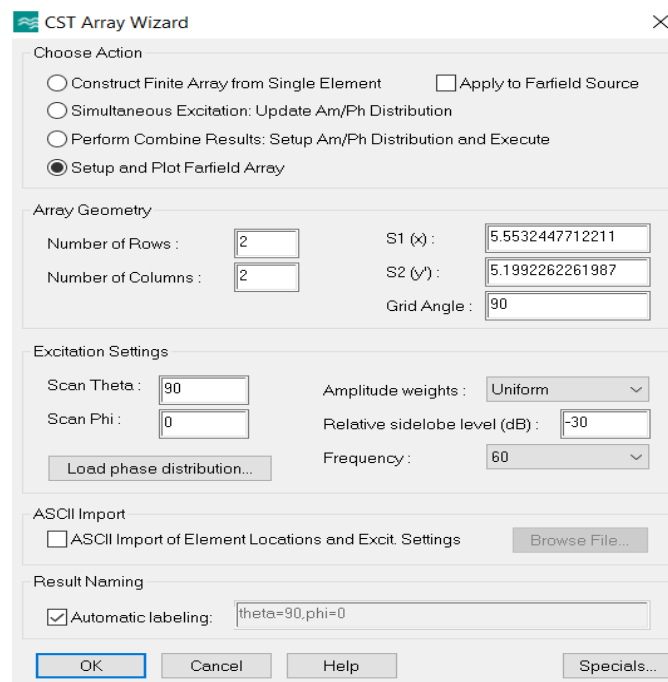 CST Array Wizard
Choose Action
Construct Finite Array from Single Element Apply to Farfield Source
Simultaneous Excitation: Update Am/Ph Distribution
Perform Combine Results: Setup Am/Ph Distribution and Execute
Setup and Plot Farfield Array
Array Geometry
Number of Rows : 2 S1 (x) : 5.5532447712211
Number of Columns : 2 S2 (y') : 5.1992262261987
Grid Angle : 90
Excitation Settings
Scan Theta : 90 Amplitude weights : Uniform
Scan Phi : 0 Relative sidelobe level (dB) : -30
Load phase distribution... Frequency : 60
ASCII Import
ASCII Import of Element Locations and Excit. Settings Browse File...
Result Naming
Automatic labeling: theta=90,phi=0
OK Cancel Help Specials...